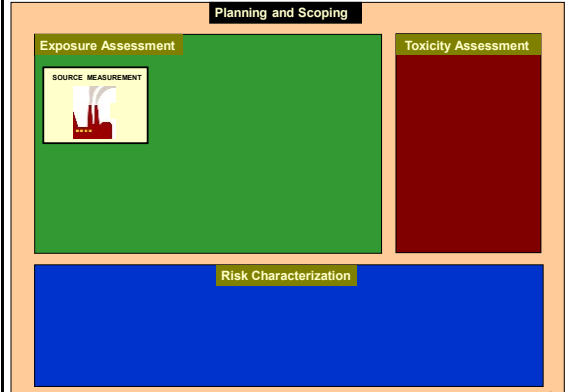 Planning and Scoping
Exposure Assessment
Toxicity Assessment
SOURCE MEASUREMENT
Risk Characterization